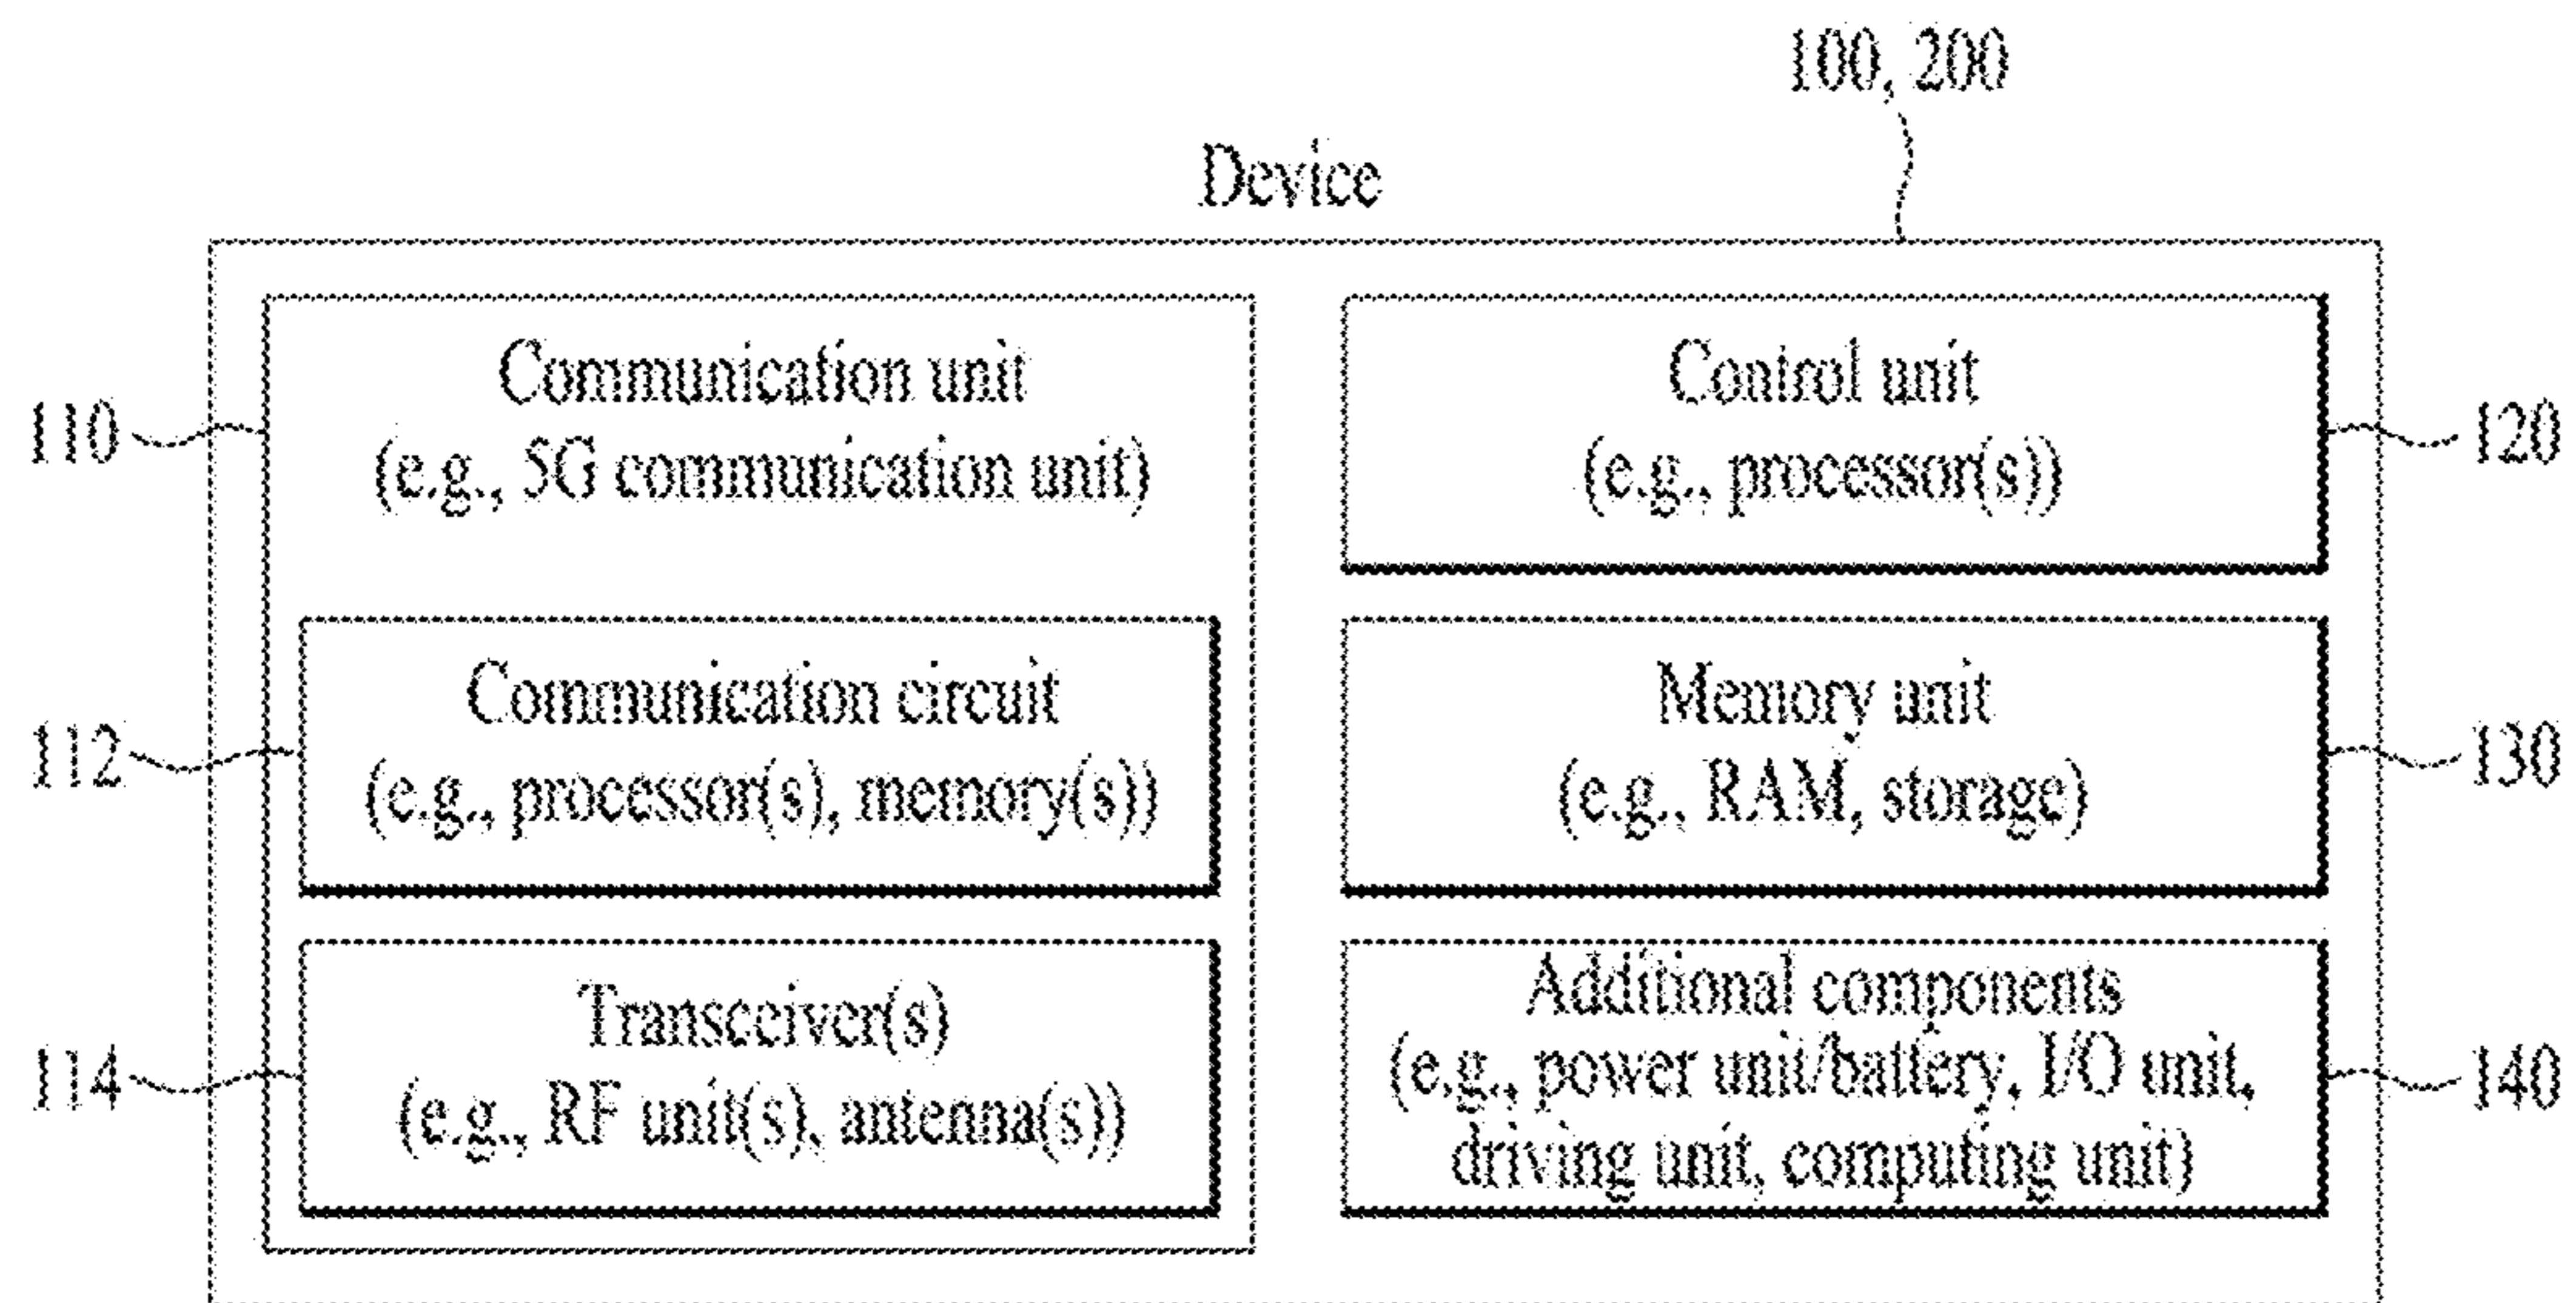 100, 200
Device
110
Communication unit
(e.g., 5G communication unit)
112
Communication circuit
(e.g., processor(s), memory(s))
114
Transceiver(s)
(e.g., RF unit(s), antenna(s))
Control unit
(e.g., processor(s))
120
Memory unit
(e.g., RAM, storage)
130
Additional components
(e.g., power unit/battery, I/O unit,
driving unit, computing unit)
140